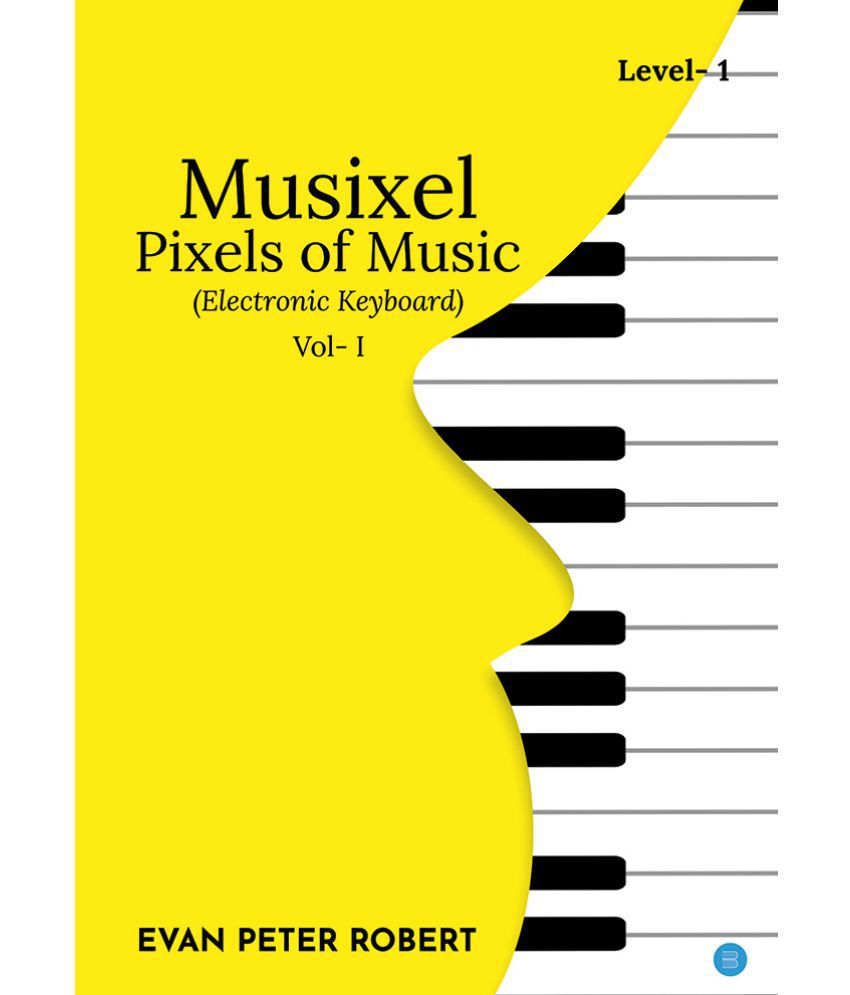 Level- 1
Musixel
Pixels of Music
(Electronic Keyboard)
Vol- I
EVAN PETER ROBERT
B